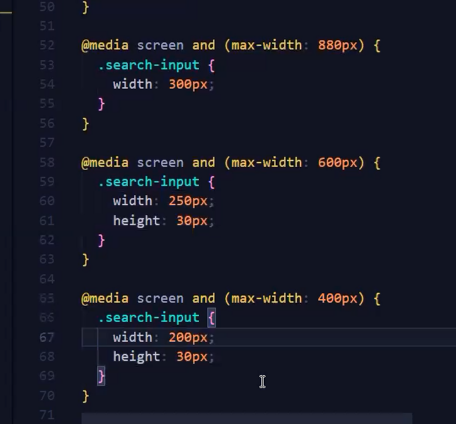 50 }
51
52 @media screen and (max-width: 880px) {
53 .search-input {
54 width: 300px;
55 }
56 }
57
58 @media screen and (max-width: 600px) {
59 .search-input {
60 width: 250px;
61 height: 30px;
62 }
63 }
64
65 @media screen and (max-width: 400px) {
66 .search-input {
67 width: 200px;
68 height: 30px;
69 }
70 }
71